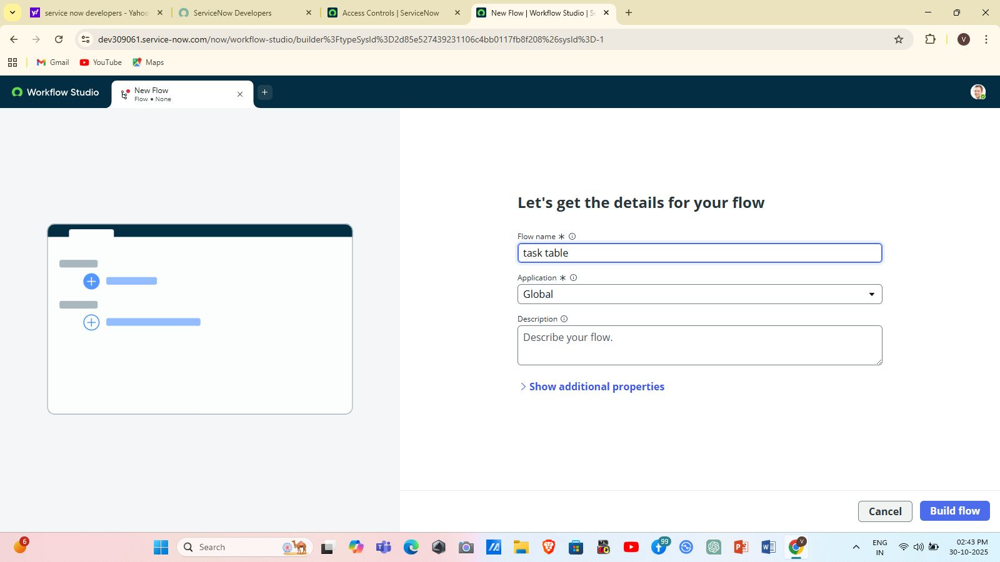 service now developers - Yahoo
ServiceNow Developers
Access Controls | ServiceNow
New Flow | Workflow Studio | S
dev309061.service-now.com/now/workflow-studio/builder%3FtypeSysId%3D2d85e527439231106c4bb0117fb8f208%26sysId%3D-1
V
Gmail
YouTube
Maps
Workflow Studio
New Flow
Flow • None
Let's get the details for your flow
Flow name
task table
Application
Global
Description
Describe your flow.
Show additional properties
Cancel
Build flow
6
Search
99
V
ENG
IN
02:43 PM
30-10-2025